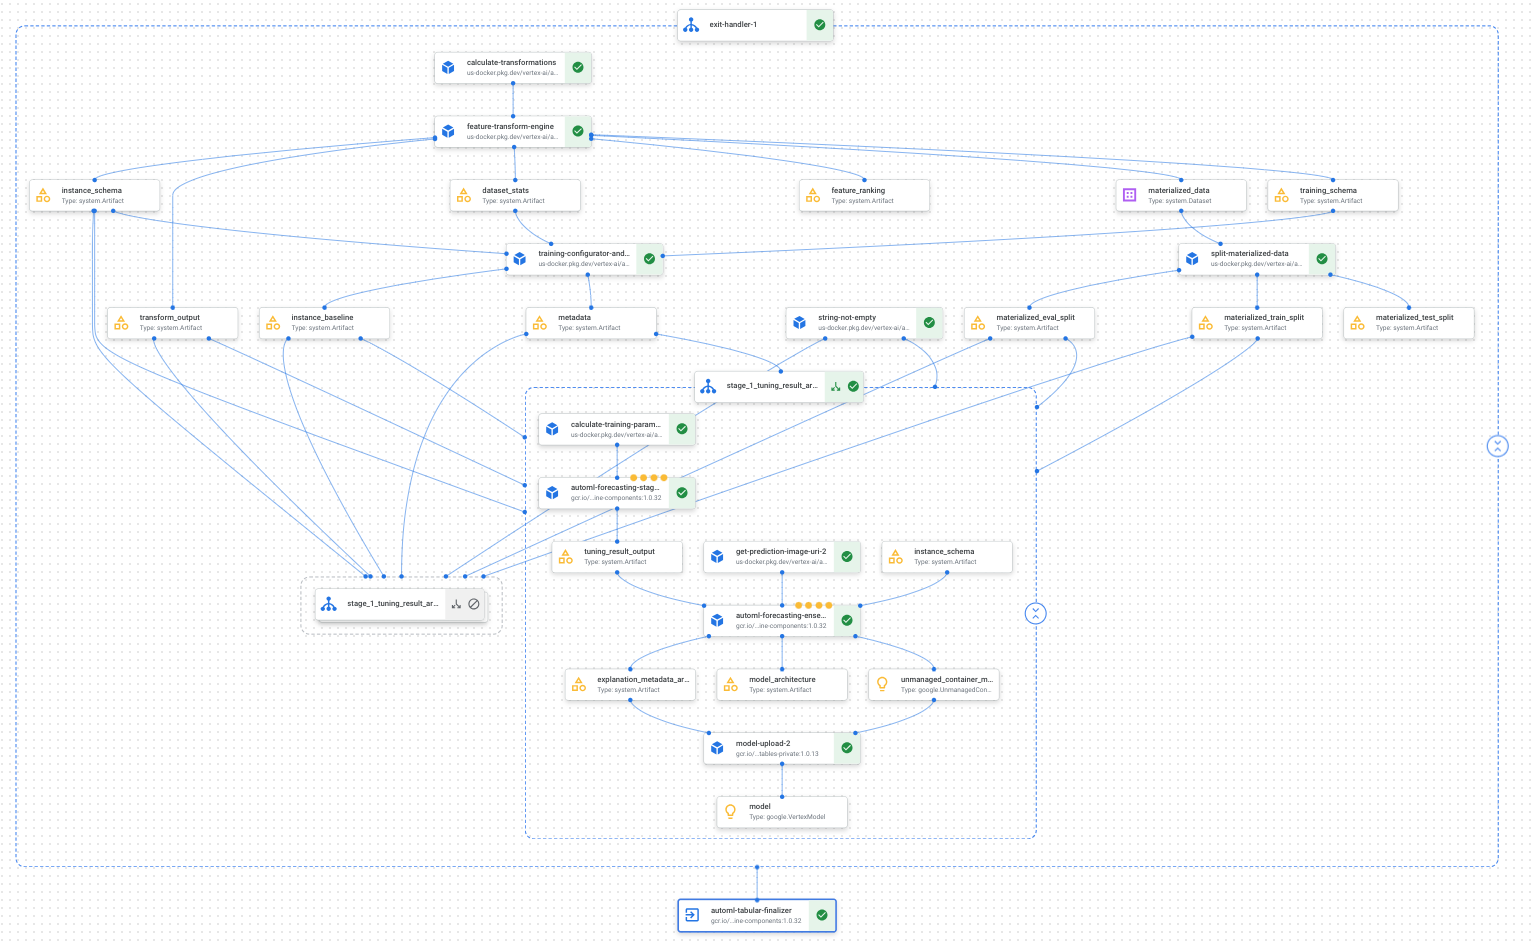 exit-handler-1
calculate-transformations
us-docker.pkg.dev/vertex-ai/a...
feature-transform-engine
us-docker.pkg.dev/vertex-ai/a...
instance_schema
Type: system.Artifact
dataset_stats
Type: system.Artifact
feature_ranking
Type: system.Artifact
materialized_data
Type: system.Dataset
training_schema
Type: system.Artifact
training-configurator-and...
us-docker.pkg.dev/vertex-ai/a...
split-materialized-data
us-docker.pkg.dev/vertex-ai/a...
transform_output
Type: system.Artifact
instance_baseline
Type: system.Artifact
metadata
Type: system.Artifact
string-not-empty
us-docker.pkg.dev/vertex-ai/a...
materialized_eval_split
Type: system.Artifact
materialized_train_split
Type: system.Artifact
materialized_test_split
Type: system.Artifact
stage_1_tuning_result_ar...
calculate-training-param...
us-docker.pkg.dev/vertex-ai/a...
automl-forecasting-stag...
gcr.io/...ine-components:1.0.32
tuning_result_output
Type: system.Artifact
get-prediction-image-uri-2
us-docker.pkg.dev/vertex-ai/a...
instance_schema
Type: system.Artifact
stage_1_tuning_result_ar...
automl-forecasting-ense...
gcr.io/...ine-components:1.0.32
explanation_metadata_ar...
Type: system.Artifact
model_architecture
Type: system.Artifact
unmanaged_container_m...
Type: google.UnmanagedCon...
model-upload-2
gcr.io/...tables-private:1.0.13
model
Type: google.VertexModel
automl-tabular-finalizer
gcr.io/...ine-components:1.0.32